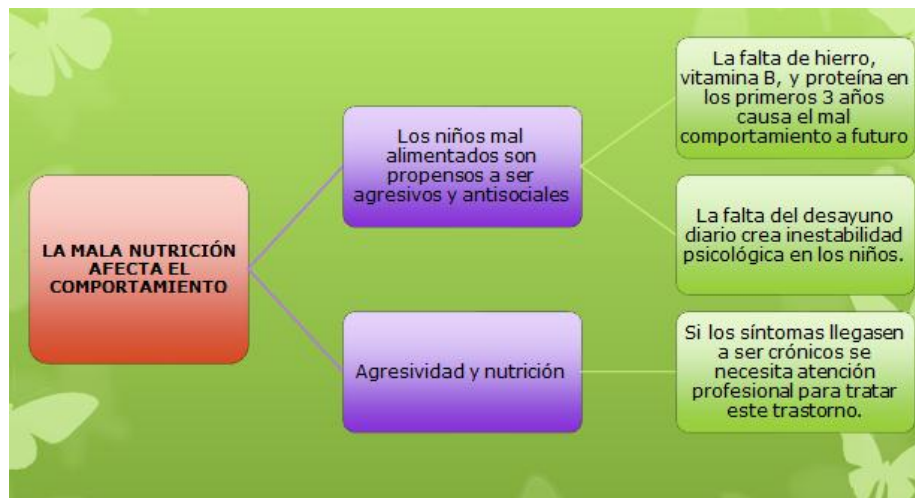 LA MALA NUTRICIÓN
AFECTA EL
COMPORTAMIENTO
Los niños mal
alimentados son
propensos a ser
agresivos y antisociales
La falta de hierro,
vitamina B, y proteína en
los primeros 3 años
causa el mal
comportamiento a futuro
La falta del desayuno
diario crea inestabilidad
psicológica en los niños.
Agresividad y nutrición
Si los síntomas llegasen
a ser crónicos se
necesita atención
profesional para tratar
este trastorno.